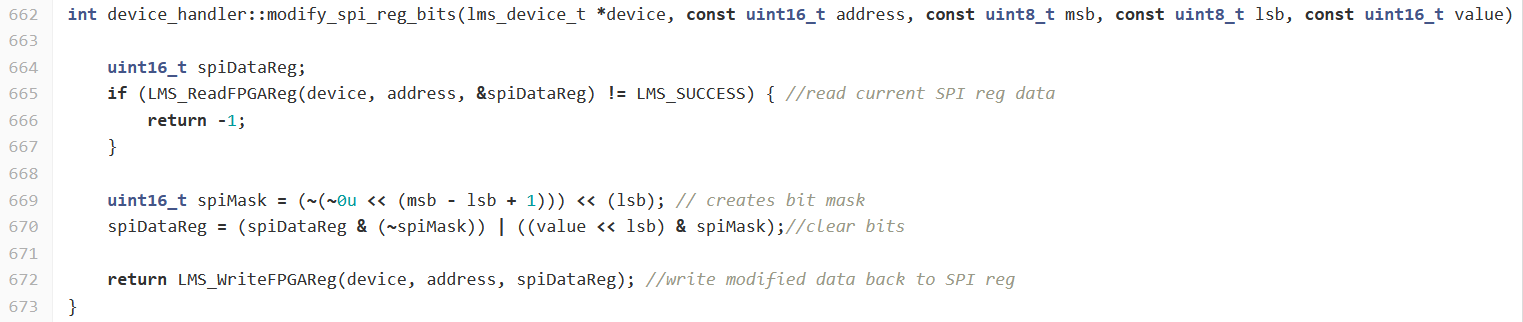 662 int device_handler::modify_spi_reg_bits(lms_device_t *device, const uint16_t address, const uint8_t msb, const uint8_t lsb, const uint16_t value)
663
664     uint16_t spiDataReg;
665     if (LMS_ReadFPGAReg(device, address, &spiDataReg) != LMS_SUCCESS) { //read current SPI reg data
666         return -1;
667     }
668
669     uint16_t spiMask = (~(~0u << (msb - lsb + 1))) << (lsb); // creates bit mask
670     spiDataReg = (spiDataReg & (~spiMask)) | ((value << lsb) & spiMask);//clear bits
671
672     return LMS_WriteFPGAReg(device, address, spiDataReg); //write modified data back to SPI reg
673 }